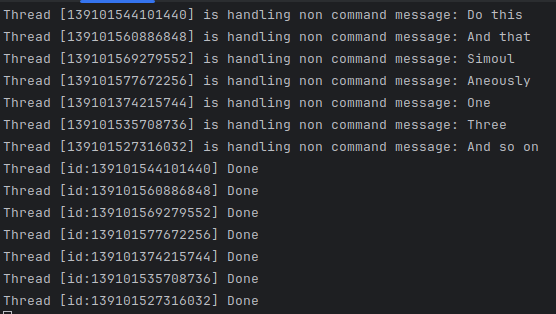 Thread [139101544101440] is handling non command message: Do this
Thread [139101560886848] is handling non command message: And that
Thread [139101569279552] is handling non command message: Simoul
Thread [139101577672256] is handling non command message: Aneously
Thread [139101374215744] is handling non command message: One
Thread [139101535708736] is handling non command message: Three
Thread [139101527316032] is handling non command message: And so on
Thread [id:139101544101440] Done
Thread [id:139101560886848] Done
Thread [id:139101569279552] Done
Thread [id:139101577672256] Done
Thread [id:139101374215744] Done
Thread [id:139101535708736] Done
Thread [id:139101527316032] Done